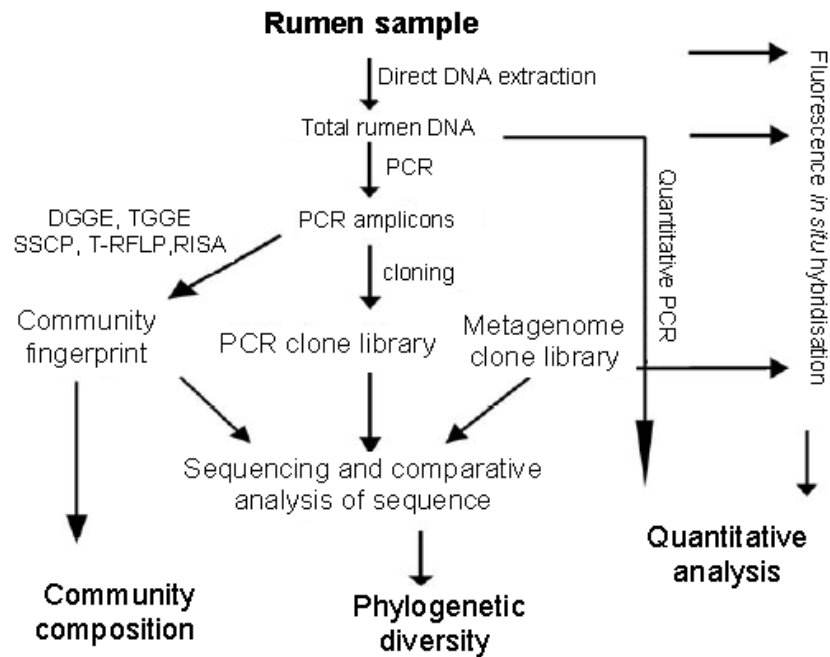 Rumen sample
Direct DNA extraction
Total rumen DNA
PCR
DGGE, TGGE
SSCP, T-RFLP,RISA
PCR amplicons
cloning
Community
fingerprint
PCR clone library
Metagenome
clone library
Quantitative PCR
Fluorescence in situ hybridisation
Sequencing and comparative
analysis of sequence
Quantitative
analysis
Community
composition
Phylogenetic
diversity